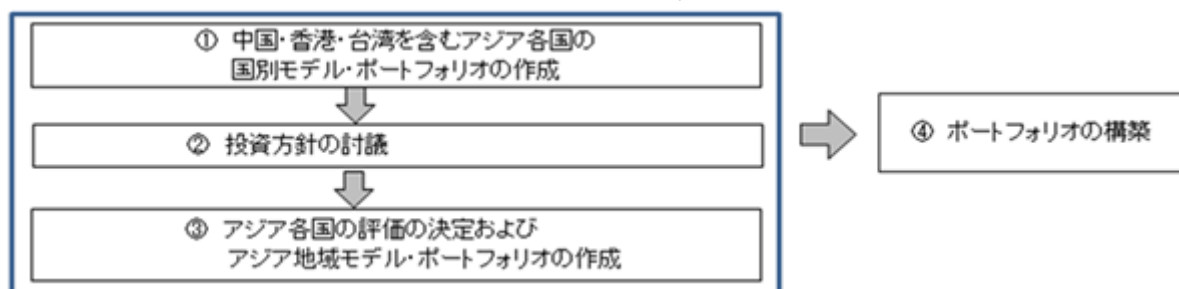 ① 中国・香港・台湾を含むアジア各国の
国別モデル・ポートフォリオの作成
② 投資方針の討議
③ アジア各国の評価の決定および
アジア地域モデル・ポートフォリオの作成
④ ポートフォリオの構築